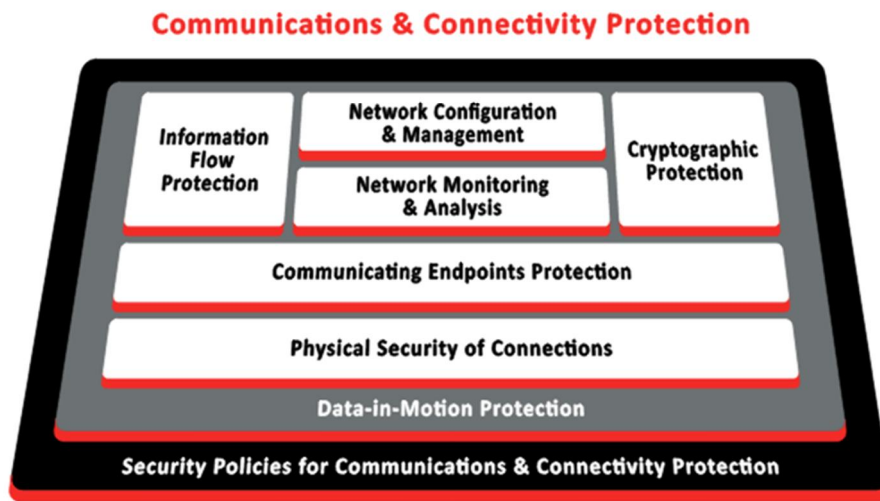 Communications & Connectivity Protection
Information
Flow
Protection
Network Configuration
& Management
Network Monitoring
& Analysis
Cryptographic
Protection
Communicating Endpoints Protection
Physical Security of Connections
Data-in-Motion Protection
Security Policies for Communications & Connectivity Protection